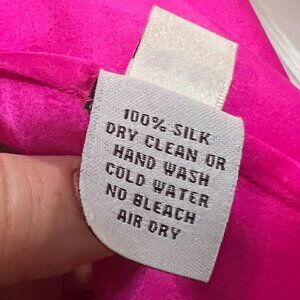 100% SILK
DRY CLEAN OR
HAND WASH
COLD WATER
NO BLEACH
AIR DRY